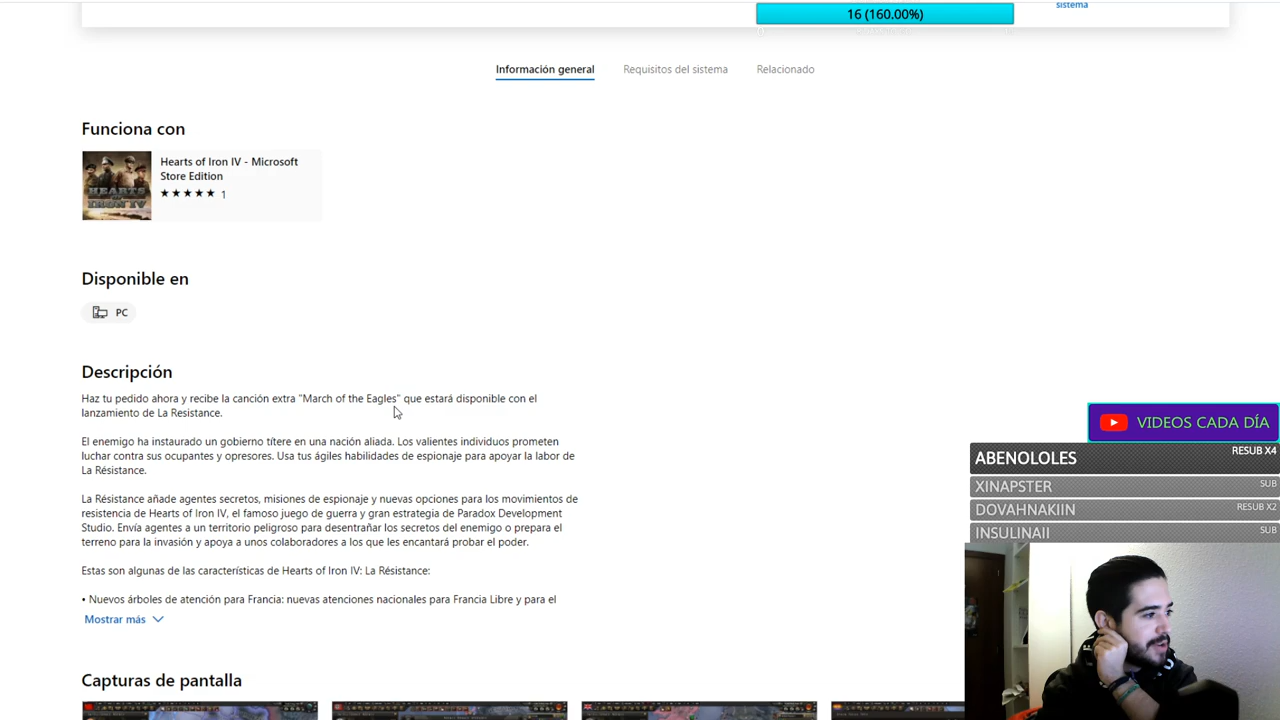 16 (160.00%)
sistema
Información general
Requisitos del sistema
Relacionado
Funciona con
Hearts of Iron IV - Microsoft
Store Edition
★★★★★ 1
HEARTS
IRON IV
Disponible en
PC
Descripción
Haz tu pedido ahora y recibe la canción extra "March of the Eagles" que estará disponible con el
lanzamiento de La Resistance.
El enemigo ha instaurado un gobierno títere en una nación aliada. Los valientes individuos prometen
luchar contra sus ocupantes y opresores. Usa tus ágiles habilidades de espionaje para apoyar la labor de
La Résistance.
La Résistance añade agentes secretos, misiones de espionaje y nuevas opciones para los movimientos de
resistencia de Hearts of Iron IV, el famoso juego de guerra y gran estrategia de Paradox Development
Studio. Envía agentes a un territorio peligroso para desentrañar los secretos del enemigo o prepara el
terreno para la invasión y apoya a unos colaboradores a los que les encantará probar el poder.
Estas son algunas de las características de Hearts of Iron IV: La Résistance:
• Nuevos árboles de atención para Francia: nuevas atenciones nacionales para Francia Libre y para el
Mostrar más
Capturas de pantalla
VIDEOS CADA DÍA
ABENOLOLES RESUB X4
XINAPSTER SUB
DOVAHNAKIIN RESUB X2
INSULINAII SUB